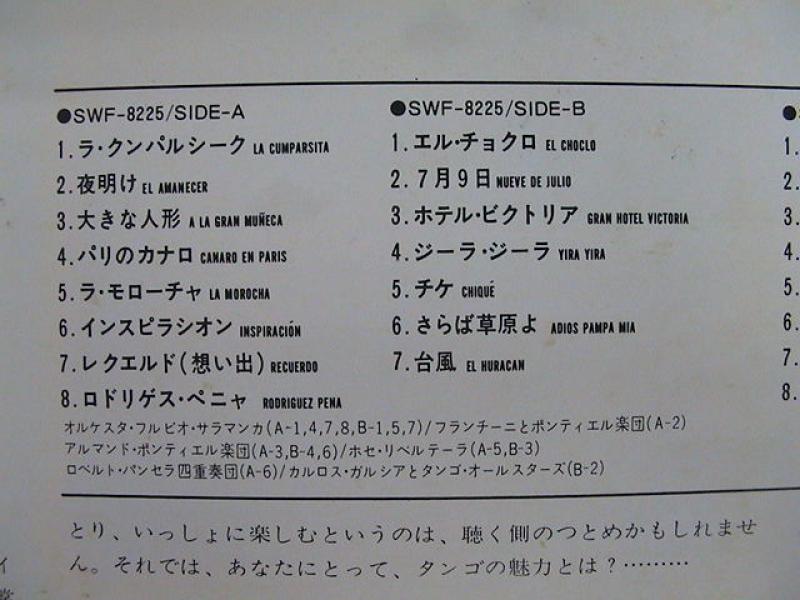 ●SWF-8225/SIDE-A
1.ラ・クンパルシーク LA CUMPARSITA
2.夜明け EL AMANECER
3.大きな人形 A LA GRAN MUÑECA
4.パリのカナロ CANARO EN PARIS
5.ラ・モローチャ LA MOROCHA
6.インスピラシオン INSPIRACIÓN
7.レクエルド(想い出) RECUERDO
8.ロドリゲス・ペニャ RODRIGUEZ PENA
●SWF-8225/SIDE-B
1.エル・チョクロ EL CHOCLO
2.7月9日 NUEVE DE JULIO
3.ホテル・ビクトリア GRAN HOTEL VICTORIA
4.ジーラ・ジーラ YIRA YIRA
5.チケ CHIQUÉ
6.さらば草原よ ADIOS PAMPA MIA
7.台風 EL HURACAN
オルケスタ・フルビオ・サラマンカ(A-1,4,7,8,B-1,5,7)/フランチーニとポンティエル楽団(A-2)
アルマンド・ポンティエル楽団(A-3,B-4,6)/ホセ・リベルテーラ(A-5,B-3)
ロベルト・パンセラ四重奏団(A-6)/カルロス・ガルシアとタンゴ・オールスターズ(B-2)
●
1.
2.
3.
4.
5.
6.
7.
8.
とり、いっしょに楽しむというのは、聴く側のつとめかもしれませ
ん。それでは、あなたにとって、タンゴの魅力とは?………
イ